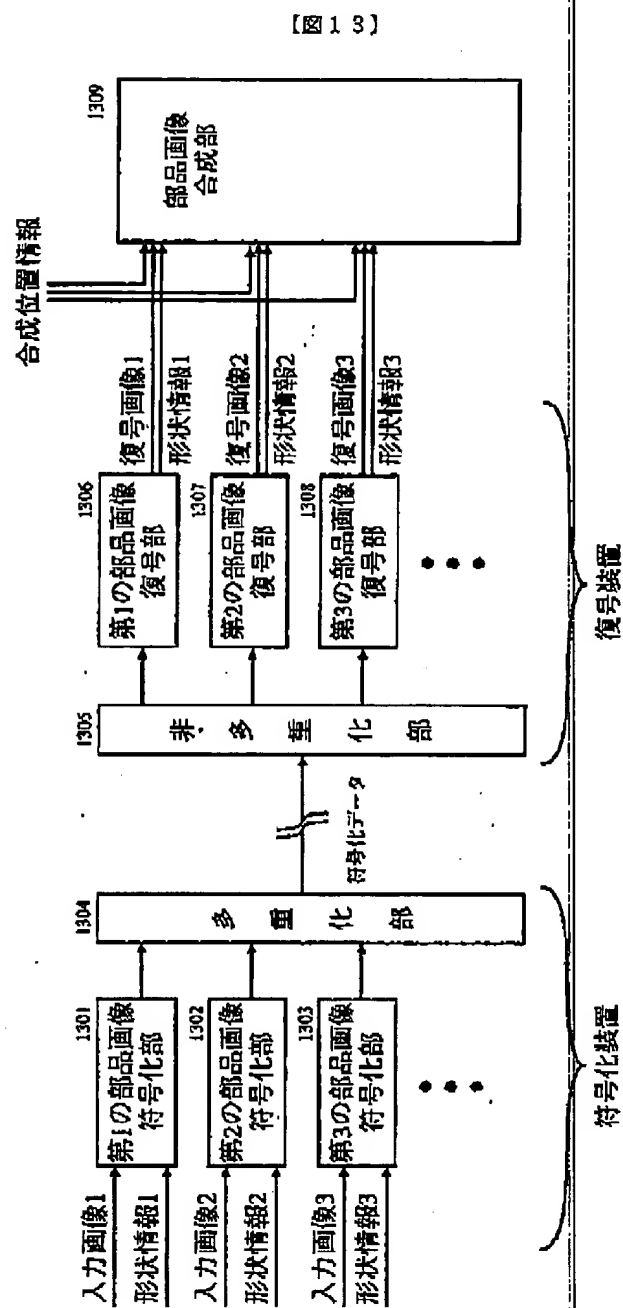 【図13】
入力画像1
形状情報1
入力画像2
形状情報2
入力画像3
形状情報3
1301
第1の部品画像
符号化部
1302
第2の部品画像
符号化部
1303
第3の部品画像
符号化部
1304
多重化部
符号化データ
1305
非多重化部
1306
第1の部品画像
復号部
1307
第2の部品画像
復号部
1308
第3の部品画像
復号部
復号画像1
形状情報1
復号画像2
形状情報2
復号画像3
形状情報3
合成位置情報
1309
部品画像
合成部
符号化装置
復号装置